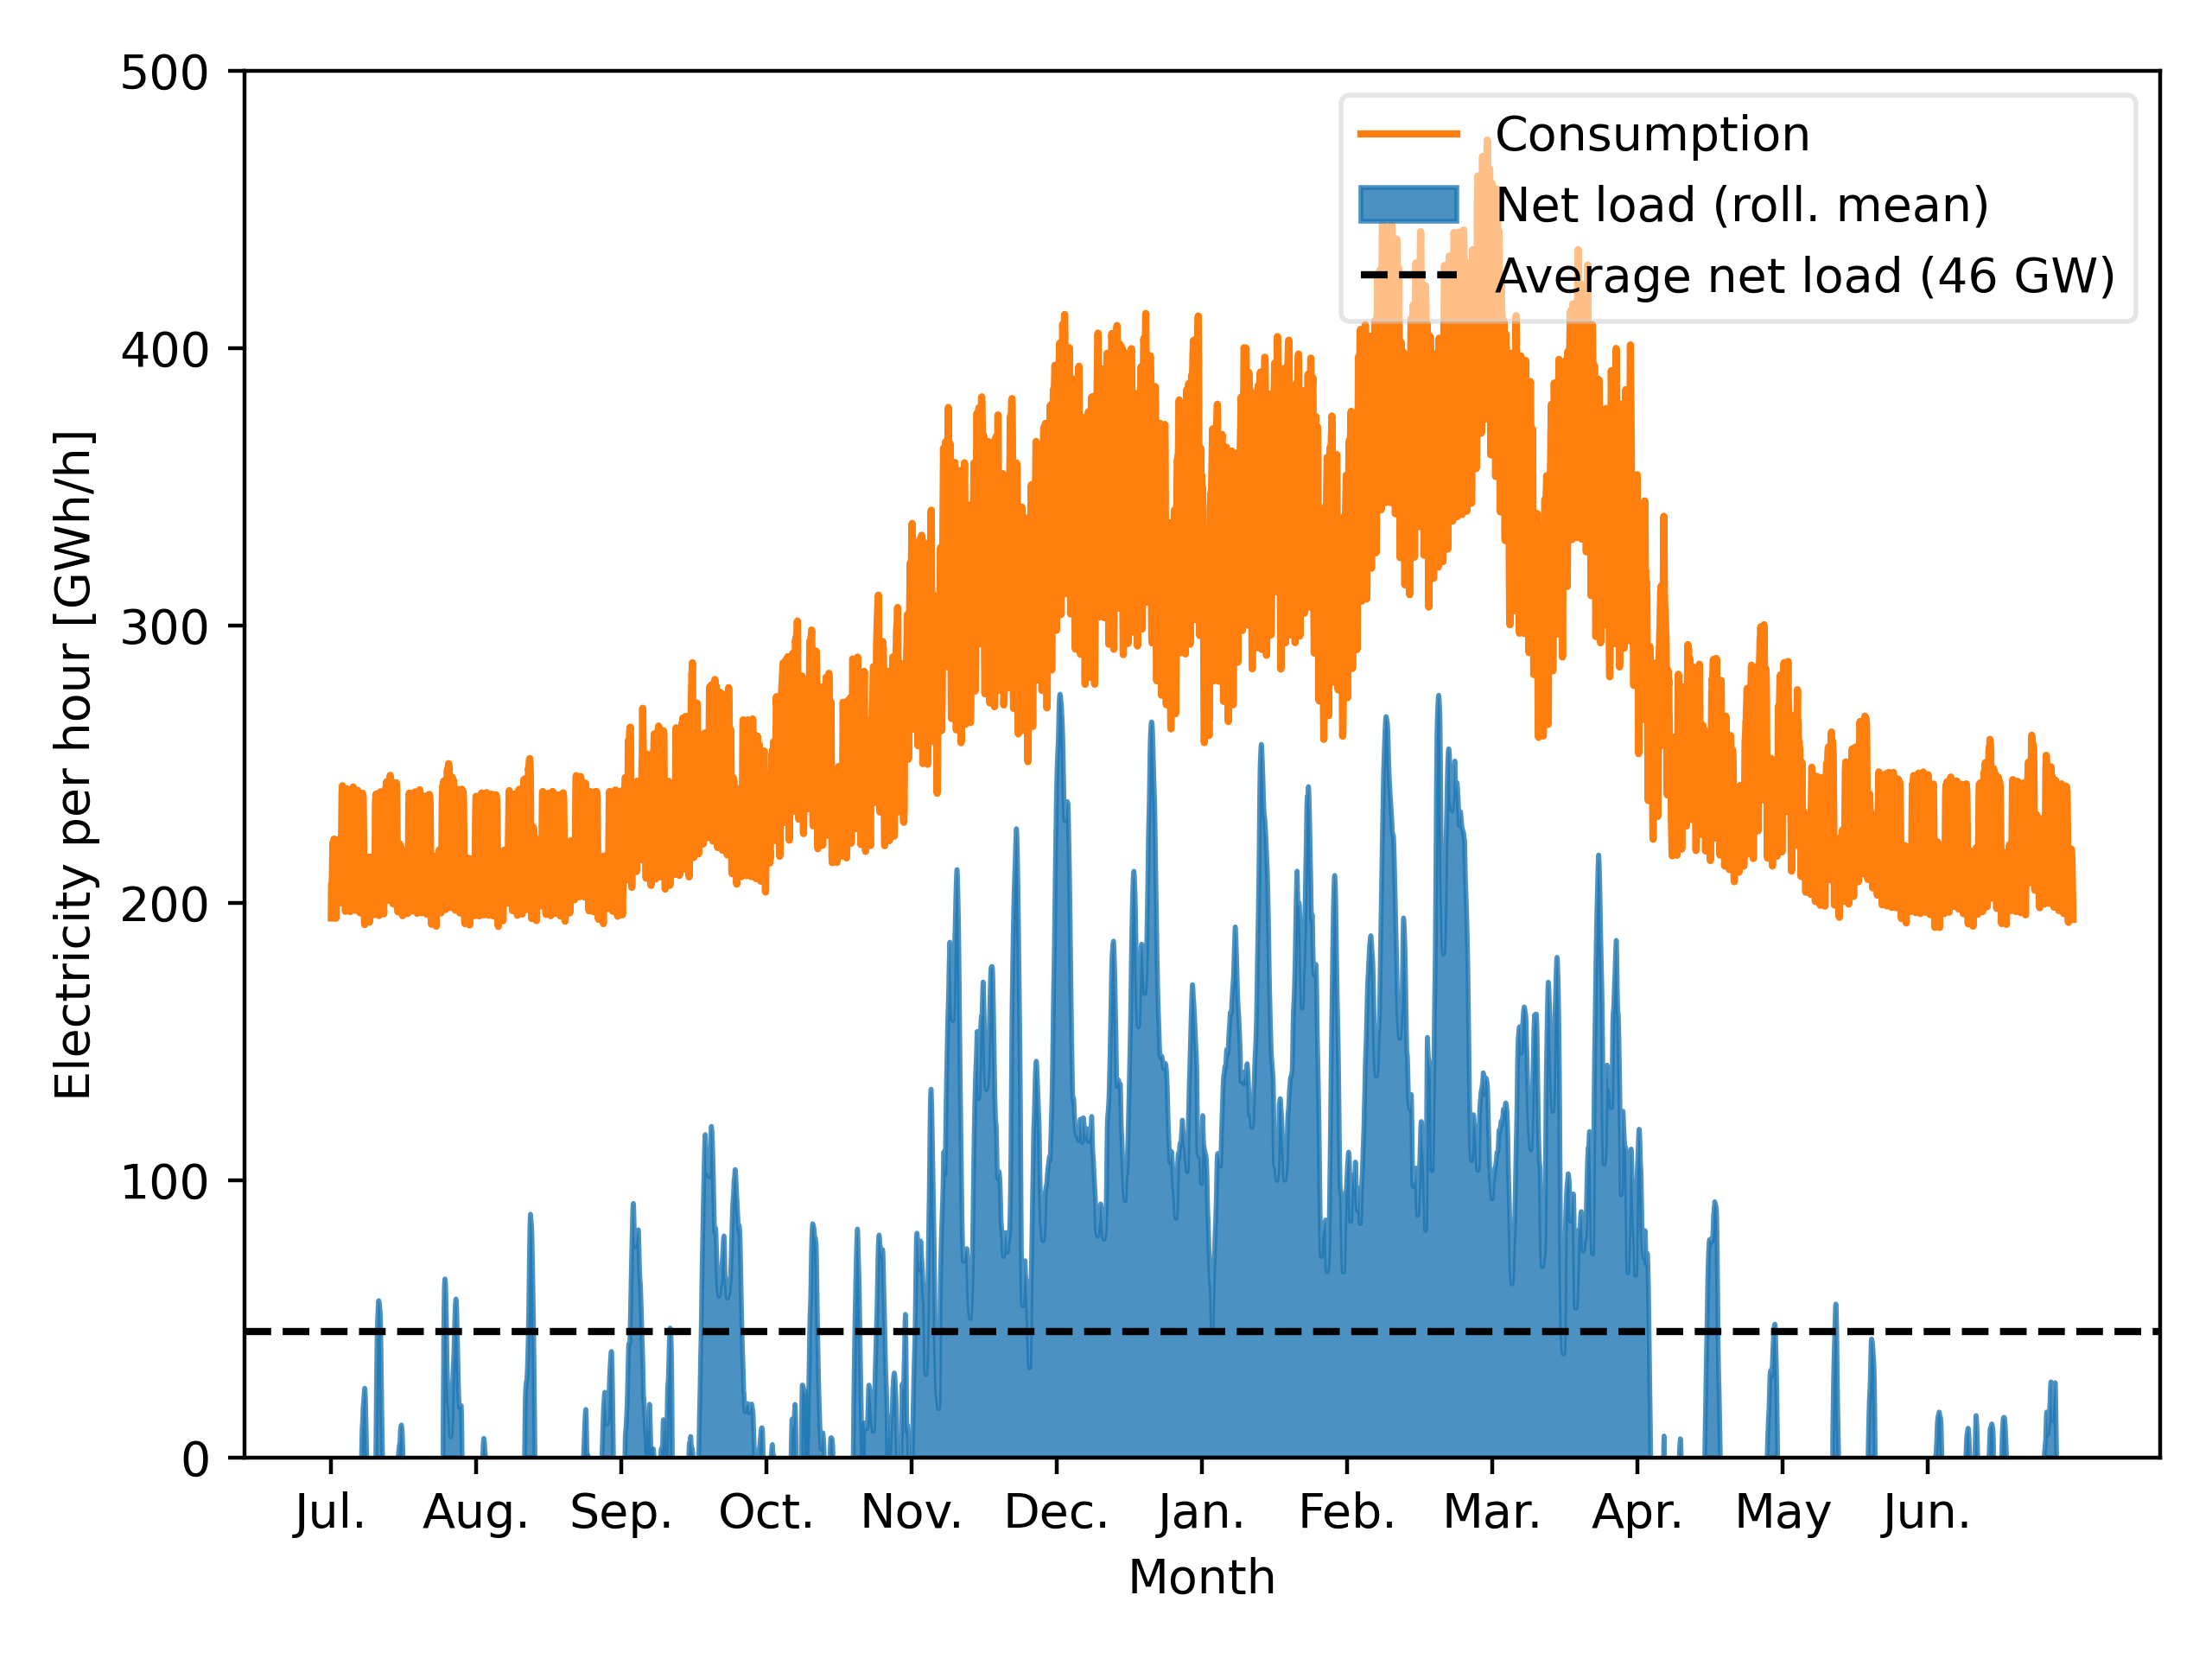 500
400
300
200
100
0
Electricity per hour [GWh/h]
Consumption
Net load (roll. mean)
Average net load (46 GW)
Jul. Aug. Sep. Oct. Nov. Dec. Jan. Feb. Mar. Apr. May Jun.
Month